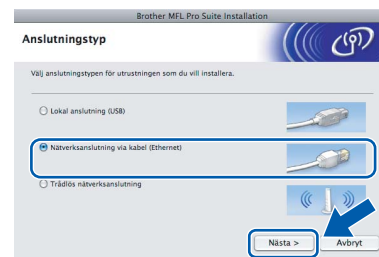 Brother MFL Pro Suite Installation
Anslutningstyp
Välj anslutningstypen för utrustningen som du vill installera.
Lokal anslutning (USB)
Nätverksanslutning via kabel (Ethernet)
Trådlös nätverksanslutning
Nästa >
Avbryt